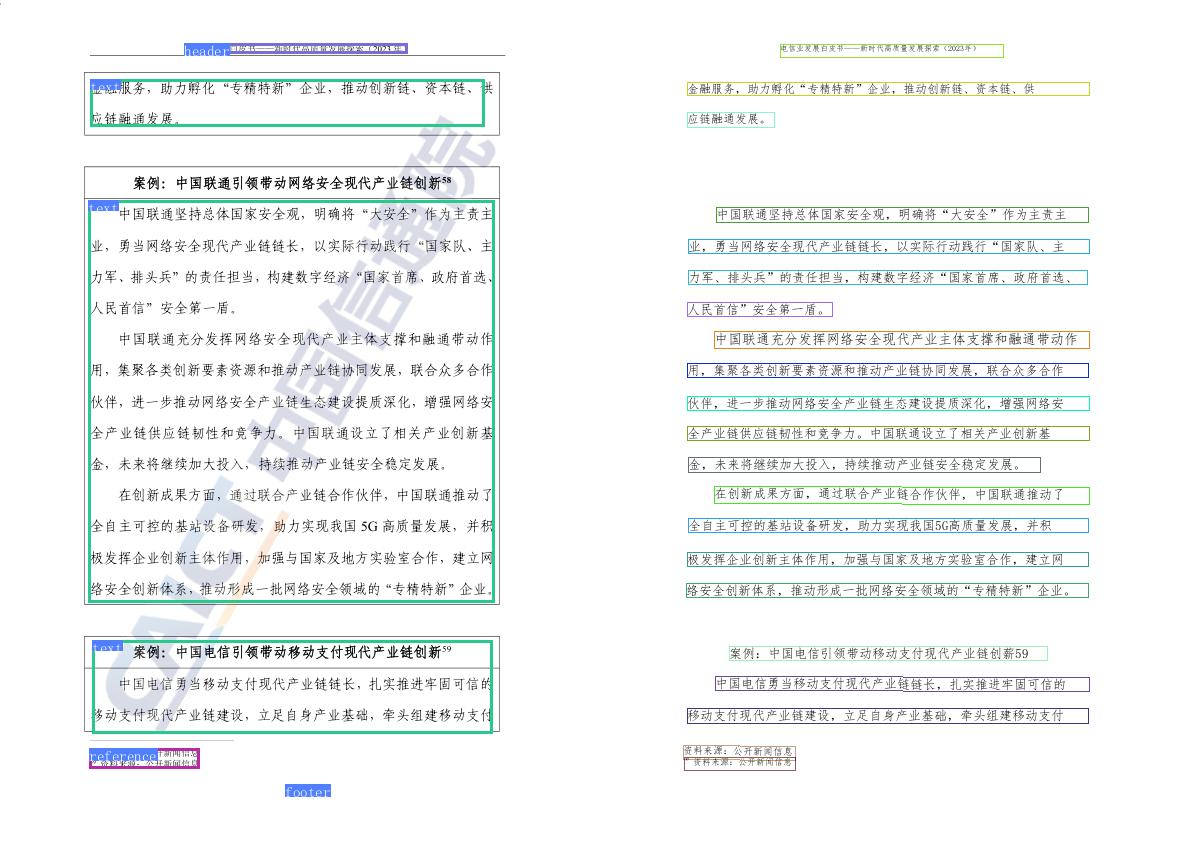 header 白皮书——新时代高质量发展探索（2023 年）
text
金融服务，助力孵化“专精特新”企业，推动创新链、资本链、供
应链融通发展。
案例：中国联通引领带动网络安全现代产业链创新58
text
中国联通坚持总体国家安全观，明确将“大安全”作为主责主
业，勇当网络安全现代产业链链长，以实际行动践行“国家队、主
力军、排头兵”的责任担当，构建数字经济“国家首席、政府首选、
人民首信”安全第一盾。
中国联通充分发挥网络安全现代产业主体支撑和融通带动作
用，集聚各类创新要素资源和推动产业链协同发展，联合众多合作
伙伴，进一步推动网络安全产业链生态建设提质深化，增强网络安
全产业链供应链韧性和竞争力。中国联通设立了相关产业创新基
金，未来将继续加大投入，持续推动产业链安全稳定发展。
在创新成果方面，通过联合产业链合作伙伴，中国联通推动了
全自主可控的基站设备研发，助力实现我国 5G 高质量发展，并积
极发挥企业创新主体作用，加强与国家及地方实验室合作，建立网
络安全创新体系，推动形成一批网络安全领域的“专精特新”企业。
text
案例：中国电信引领带动移动支付现代产业链创新59
中国电信勇当移动支付现代产业链链长，扎实推进牢固可信的
移动支付现代产业链建设，立足自身产业基础，牵头组建移动支付
reference 公开新闻信息
资料来源：公开新闻信息
footer
CAICT 中国信通院
电信业发展白皮书——新时代高质量发展探索（2023年）
金融服务，助力孵化“专精特新”企业，推动创新链、资本链、供
应链融通发展。
中国联通坚持总体国家安全观，明确将“大安全”作为主责主
业，勇当网络安全现代产业链链长，以实际行动践行“国家队、主
力军、排头兵”的责任担当，构建数字经济“国家首席、政府首选、
人民首信”安全第一盾。
中国联通充分发挥网络安全现代产业主体支撑和融通带动作
用，集聚各类创新要素资源和推动产业链协同发展，联合众多合作
伙伴，进一步推动网络安全产业链生态建设提质深化，增强网络安
全产业链供应链韧性和竞争力。中国联通设立了相关产业创新基
金，未来将继续加大投入，持续推动产业链安全稳定发展。
在创新成果方面，通过联合产业链合作伙伴，中国联通推动了
全自主可控的基站设备研发，助力实现我国5G高质量发展，并积
极发挥企业创新主体作用，加强与国家及地方实验室合作，建立网
络安全创新体系，推动形成一批网络安全领域的“专精特新”企业。
案例：中国电信引领带动移动支付现代产业链创薪59
中国电信勇当移动支付现代产业链链长，扎实推进牢固可信的
移动支付现代产业链建设，立足自身产业基础，牵头组建移动支付
资料来源：公开新闻信息
资料来源：公开新闻信息